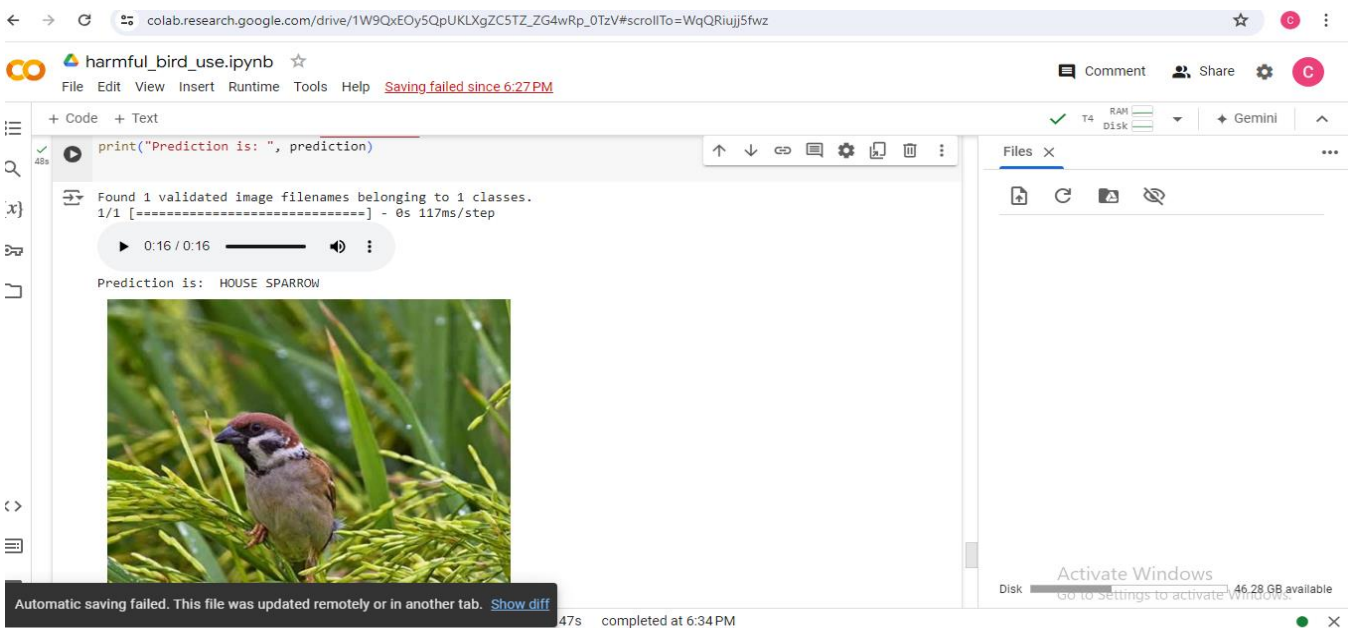 colab.research.google.com/drive/1W9QxEOy5QpUKLXgZC5TZ_ZG4wRp_0TzV#scrollTo=WqQRiujj5fwz
C
CO
harmful_bird_use.ipynb
Comment
Share
C
File Edit View Insert Runtime Tools Help Saving failed since 6:27 PM
+ Code + Text
T4
RAM
Disk
Gemini
48s
print("Prediction is: ", prediction)
Files
{x}
Found 1 validated image filenames belonging to 1 classes.
1/1 [==============================] - 0s 117ms/step
0:16 / 0:16
Prediction is:  HOUSE SPARROW
Activate Windows
Go to Settings to activate Windows.
Disk
46.28 GB available
Automatic saving failed. This file was updated remotely or in another tab. Show diff
47s completed at 6:34 PM